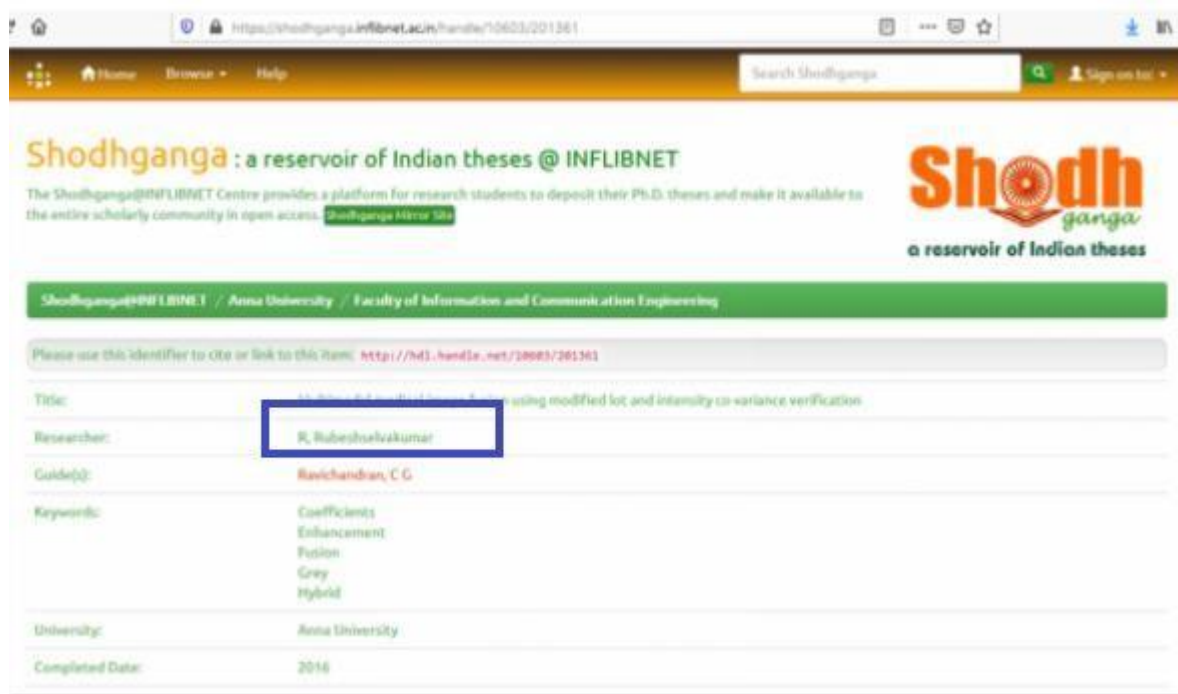 https://shodhganga.inflibnet.ac.in/handle/10603/201361
Home Browse Help Search Shodhganga Sign on to:
Shodhganga : a reservoir of Indian theses @ INFLIBNET
The Shodhganga@INFLIBNET Centre provides a platform for research students to deposit their Ph.D. theses and make it available to
the entire scholarly community in open access. Shodhganga Mirror Site
Shodh
ganga
a reservoir of Indian theses
Shodhganga@INFLIBNET / Anna University / Faculty of Information and Communication Engineering
Please use this identifier to cite or link to this item: http://hdl.handle.net/10603/201361
Title: using modified lot and intensity co variance verification
Researcher: R, Rubeshselvakumar
Guide(s): Ravichandran, C G
Keywords: Coefficients
Enhancement
Fusion
Grey
Hybrid
University: Anna University
Completed Date: 2016